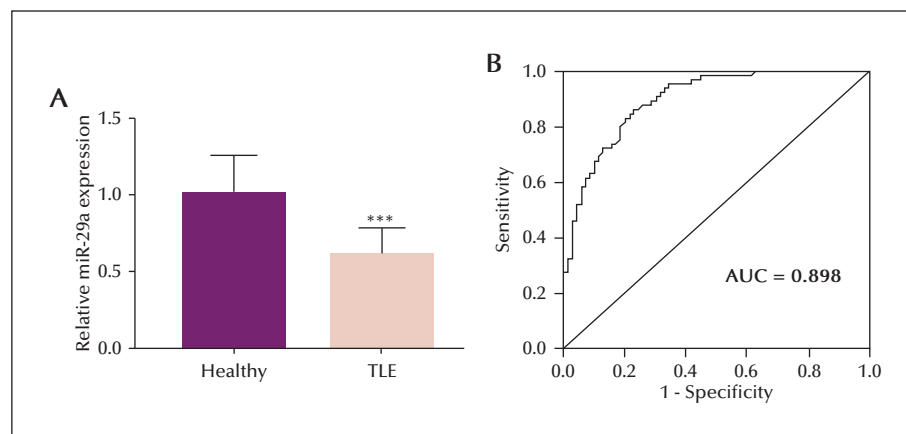 A
Relative miR-29a expression
1.5
1.0
0.5
0.0
***
Healthy
TLE
B
Sensitivity
1.0
0.8
0.6
0.4
0.2
0.0
AUC = 0.898
0.0 0.2 0.4 0.6 0.8 1.0
1 - Specificity